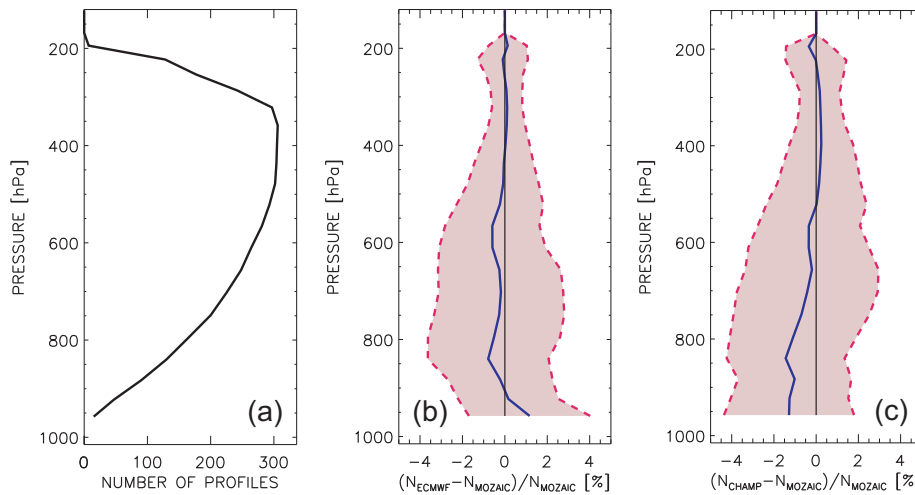 200
400
600
800
1000
PRESSURE [hPa]
0 100 200 300
NUMBER OF PROFILES
(a)
200
400
600
800
1000
PRESSURE [hPa]
−4 −2 0 2 4
(N_ECMWF−N_MOZAIC)/N_MOZAIC [%]
(b)
200
400
600
800
1000
PRESSURE [hPa]
−4 −2 0 2 4
(N_CHAMP−N_MOZAIC)/N_MOZAIC [%
(c)